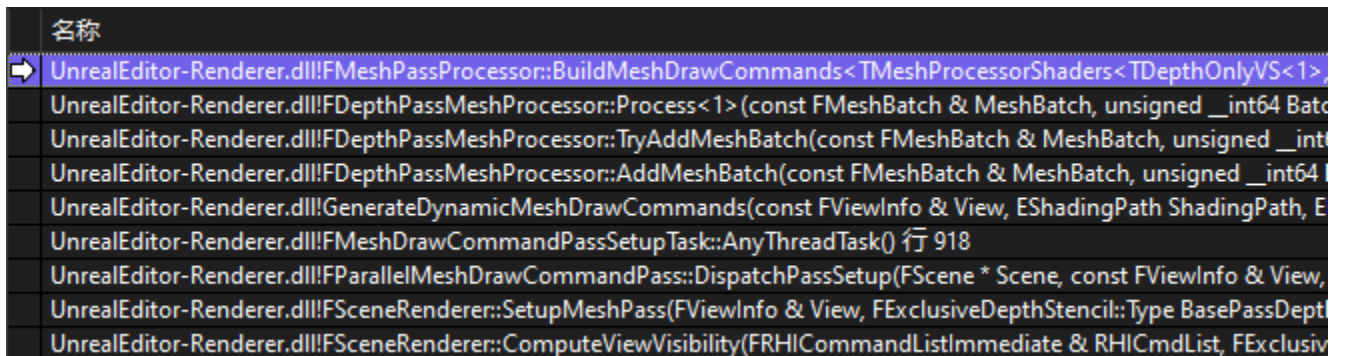 名称
UnrealEditor-Renderer.dll!FMeshPassProcessor::BuildMeshDrawCommands<TMeshProcessorShaders<TDepthOnlyVS<1>,
UnrealEditor-Renderer.dll!FDepthPassMeshProcessor::Process<1>(const FMeshBatch & MeshBatch, unsigned __int64
UnrealEditor-Renderer.dll!FDepthPassMeshProcessor::TryAddMeshBatch(const FMeshBatch & MeshBatch, unsigned
UnrealEditor-Renderer.dll!FDepthPassMeshProcessor::AddMeshBatch(const FMeshBatch & MeshBatch, unsigned __int64
UnrealEditor-Renderer.dll!GenerateDynamicMeshDrawCommands(const FViewInfo & View, EShadingPath ShadingPath, E
UnrealEditor-Renderer.dll!FMeshDrawCommandPassSetupTask::AnyThreadTask() 行 918
UnrealEditor-Renderer.dll!FParallelMeshDrawCommandPass::DispatchPassSetup(FScene * Scene, const FViewInfo & View,
UnrealEditor-Renderer.dll!FSceneRenderer::SetupMeshPass(FViewInfo & View, FExclusiveDepthStencil::Type
UnrealEditor-Renderer.dll!FSceneRenderer::ComputeViewVisibility(FRHICommandListImmediate & RHICmdList,